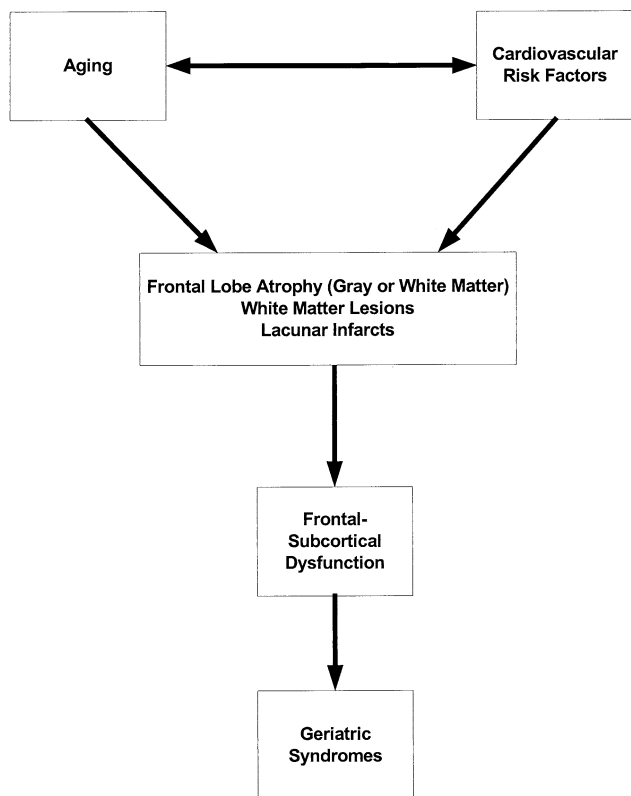 Aging
Cardiovascular
Risk Factors
Frontal Lobe Atrophy (Gray or White Matter)
White Matter Lesions
Lacunar Infarcts
Frontal-
Subcortical
Dysfunction
Geriatric
Syndromes